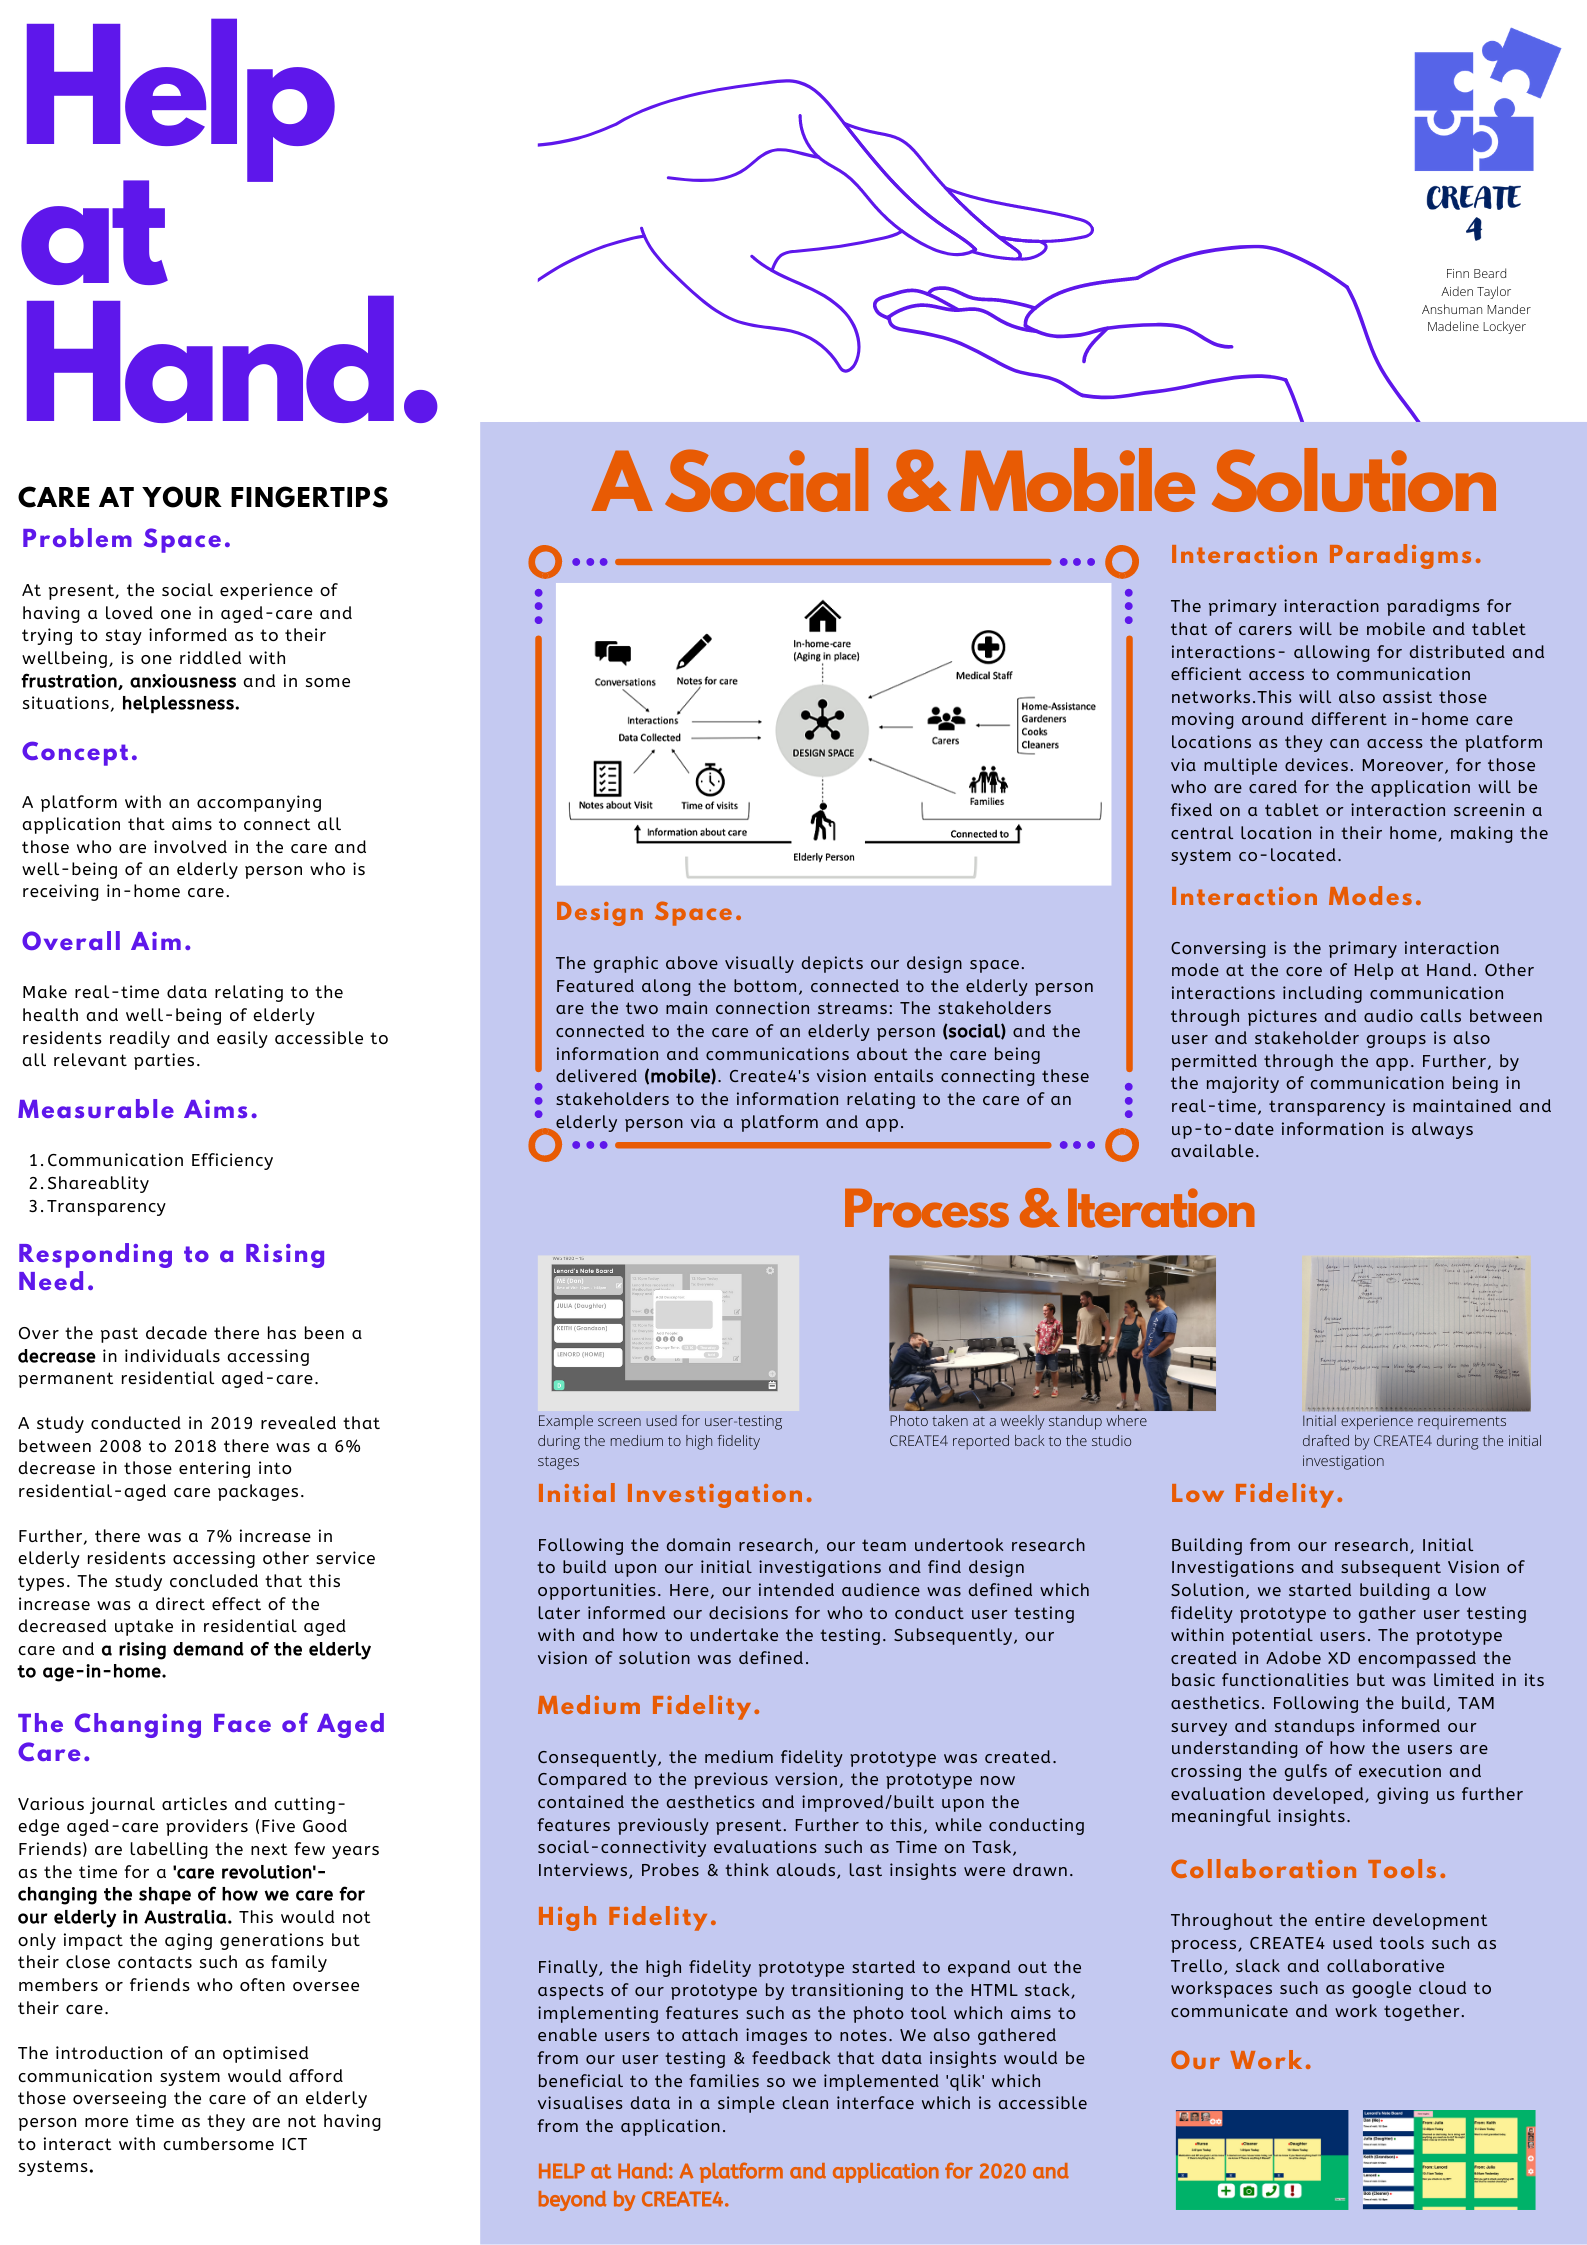 Help
at
Hand.
CREATE
4
Finn Beard
Aiden Taylor
Anshuman Mander
Madeline Lockyer
CARE AT YOUR FINGERTIPS
Problem Space.
At present, the social experience of
having a loved one in aged-care and
trying to stay informed as to their
wellbeing, is one riddled with
frustration, anxiousness and in some
situations, helplessness.
Concept.
A platform with an accompanying
application that aims to connect all
those who are involved in the care and
well-being of an elderly person who is
receiving in-home care.
Overall Aim.
Make real-time data relating to the
health and well-being of elderly
residents readily and easily accessible to
all relevant parties.
Measurable Aims.
1. Communication Efficiency
2. Shareablity
3. Transparency
Responding to a Rising
Need.
Over the past decade there has been a
decrease in individuals accessing
permanent residential aged-care.
A study conducted in 2019 revealed that
between 2008 to 2018 there was a 6%
decrease in those entering into
residential-aged care packages.
Further, there was a 7% increase in
elderly residents accessing other service
types. The study concluded that this
increase was a direct effect of the
decreased uptake in residential aged
care and a rising demand of the elderly
to age-in-home.
The Changing Face of Aged
Care.
Various journal articles and cutting-
edge aged-care providers (Five Good
Friends) are labelling the next few years
as the time for a 'care revolution'-
changing the shape of how we care for
our elderly in Australia. This would not
only impact the aging generations but
their close contacts such as family
members or friends who often oversee
their care.
The introduction of an optimised
communication system would afford
those overseeing the care of an elderly
person more time as they are not having
to interact with cumbersome ICT
systems.
A Social & Mobile Solution
In-home-care
(Aging in place)
Conversations
Notes for care
Medical Staff
Interactions
Data Collected
DESIGN SPACE
Carers
Home-Assistance
Gardeners
Cooks
Cleaners
Notes about Visit
Time of visits
Families
Information about care
Connected to
Elderly Person
Design Space.
The graphic above visually depicts our design space.
Featured along the bottom, connected to the elderly person
are the two main connection streams: The stakeholders
connected to the care of an elderly person (social) and the
information and communications about the care being
delivered (mobile). Create4's vision entails connecting these
stakeholders to the information relating to the care of an
elderly person via a platform and app.
Interaction Paradigms.
The primary interaction paradigms for
that of carers will be mobile and tablet
interactions- allowing for distributed and
efficient access to communication
networks.This will also assist those
moving around different in-home care
locations as they can access the platform
via multiple devices. Moreover, for those
who are cared for the application will be
fixed on a tablet or interaction screenin a
central location in their home, making the
system co-located.
Interaction Modes.
Conversing is the primary interaction
mode at the core of Help at Hand. Other
interactions including communication
through pictures and audio calls between
user and stakeholder groups is also
permitted through the app. Further, by
the majority of communication being in
real-time, transparency is maintained and
up-to-date information is always
available.
Process & Iteration
Lenord's Note Board
JULIA (Daughter)
KEITH (Grandson)
LENORD (HOME)
Example screen used for user-testing
during the medium to high fidelity
stages
Photo taken at a weekly standup where
CREATE4 reported back to the studio
Initial experience requirements
drafted by CREATE4 during the initial
investigation
Initial Investigation.
Following the domain research, our team undertook research
to build upon our initial investigations and find design
opportunities. Here, our intended audience was defined which
later informed our decisions for who to conduct user testing
with and how to undertake the testing. Subsequently, our
vision of solution was defined.
Medium Fidelity.
Consequently, the medium fidelity prototype was created.
Compared to the previous version, the prototype now
contained the aesthetics and improved/built upon the
features previously present. Further to this, while conducting
social-connectivity evaluations such as Time on Task,
Interviews, Probes & think alouds, last insights were drawn.
High Fidelity.
Finally, the high fidelity prototype started to expand out the
aspects of our prototype by transitioning to the HTML stack,
implementing features such as the photo tool which aims to
enable users to attach images to notes. We also gathered
from our user testing & feedback that data insights would be
beneficial to the families so we implemented 'qlik' which
visualises data in a simple clean interface which is accessible
from the application.
HELP at Hand: A platform and application for 2020 and
beyond by CREATE4.
Low Fidelity.
Building from our research, Initial
Investigations and subsequent Vision of
Solution, we started building a low
fidelity prototype to gather user testing
within potential users. The prototype
created in Adobe XD encompassed the
basic functionalities but was limited in its
aesthetics. Following the build, TAM
survey and standups informed our
understanding of how the users are
crossing the gulfs of execution and
evaluation developed, giving us further
meaningful insights.
Collaboration Tools.
Throughout the entire development
process, CREATE4 used tools such as
Trello, slack and collaborative
workspaces such as google cloud to
communicate and work together.
Our Work.
Lenord's Note Board
From: Julia
From: Keith
From: Lenord
From: Julia